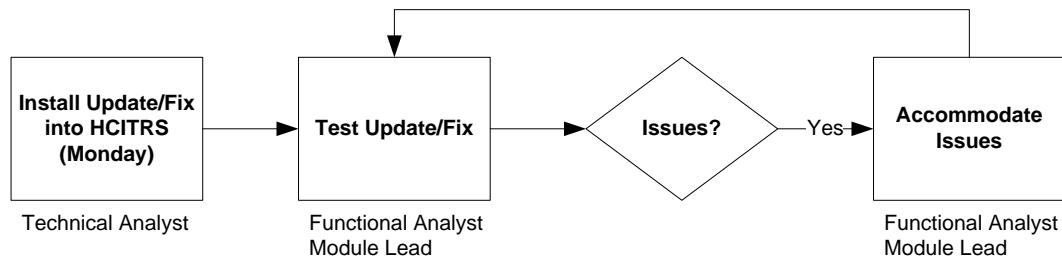 Install Update/Fix
into HCITRS
(Monday)
Technical Analyst
Test Update/Fix
Functional Analyst
Module Lead
Issues?
Yes
Accommodate
Issues
Functional Analyst
Module Lead